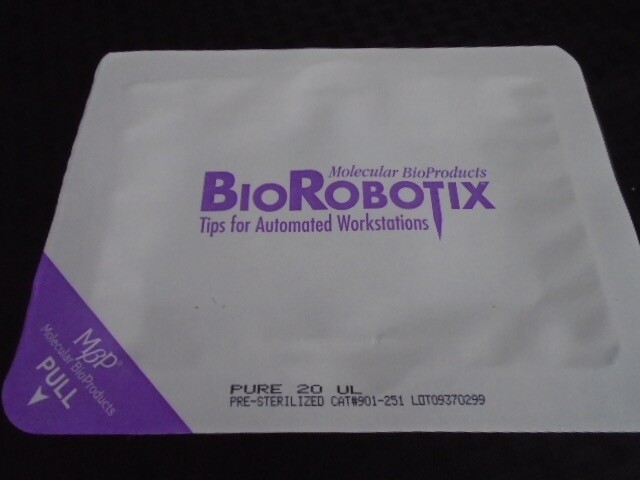 Molecular BioProducts
BIOROBOTIX
Tips for Automated Workstations
MβP®
Molecular BioProducts
PULL
PURE 20 UL
PRE-STERILIZED CAT#901-251 LOT09370299